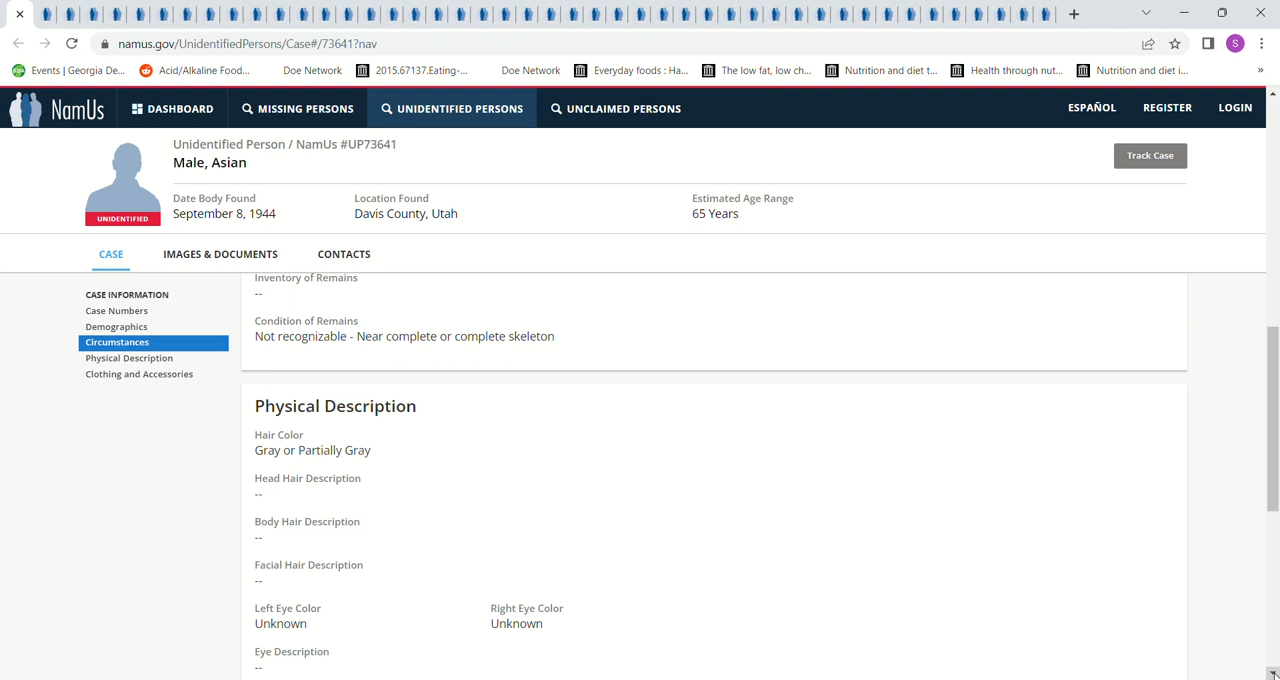 namus.gov/UnidentifiedPersons/Case#/73641?nav
S
Events | Georgia De...
Acid/Alkaline Food...
Doe Network
2015.67137.Eating-...
Doe Network
Everyday foods : Ha...
The low fat, low ch...
Nutrition and diet t...
Health through nut...
Nutrition and diet i...
»
NamUs
DASHBOARD
MISSING PERSONS
UNIDENTIFIED PERSONS
UNCLAIMED PERSONS
ESPAÑOL
REGISTER
LOGIN
UNIDENTIFIED
Unidentified Person / NamUs #UP73641
Male, Asian
Track Case
Date Body Found
September 8, 1944
Location Found
Davis County, Utah
Estimated Age Range
65 Years
CASE
IMAGES & DOCUMENTS
CONTACTS
CASE INFORMATION
Case Numbers
Demographics
Circumstances
Physical Description
Clothing and Accessories
Inventory of Remains
--
Condition of Remains
Not recognizable - Near complete or complete skeleton
Physical Description
Hair Color
Gray or Partially Gray
Head Hair Description
--
Body Hair Description
--
Facial Hair Description
--
Left Eye Color
Unknown
Right Eye Color
Unknown
Eye Description
--